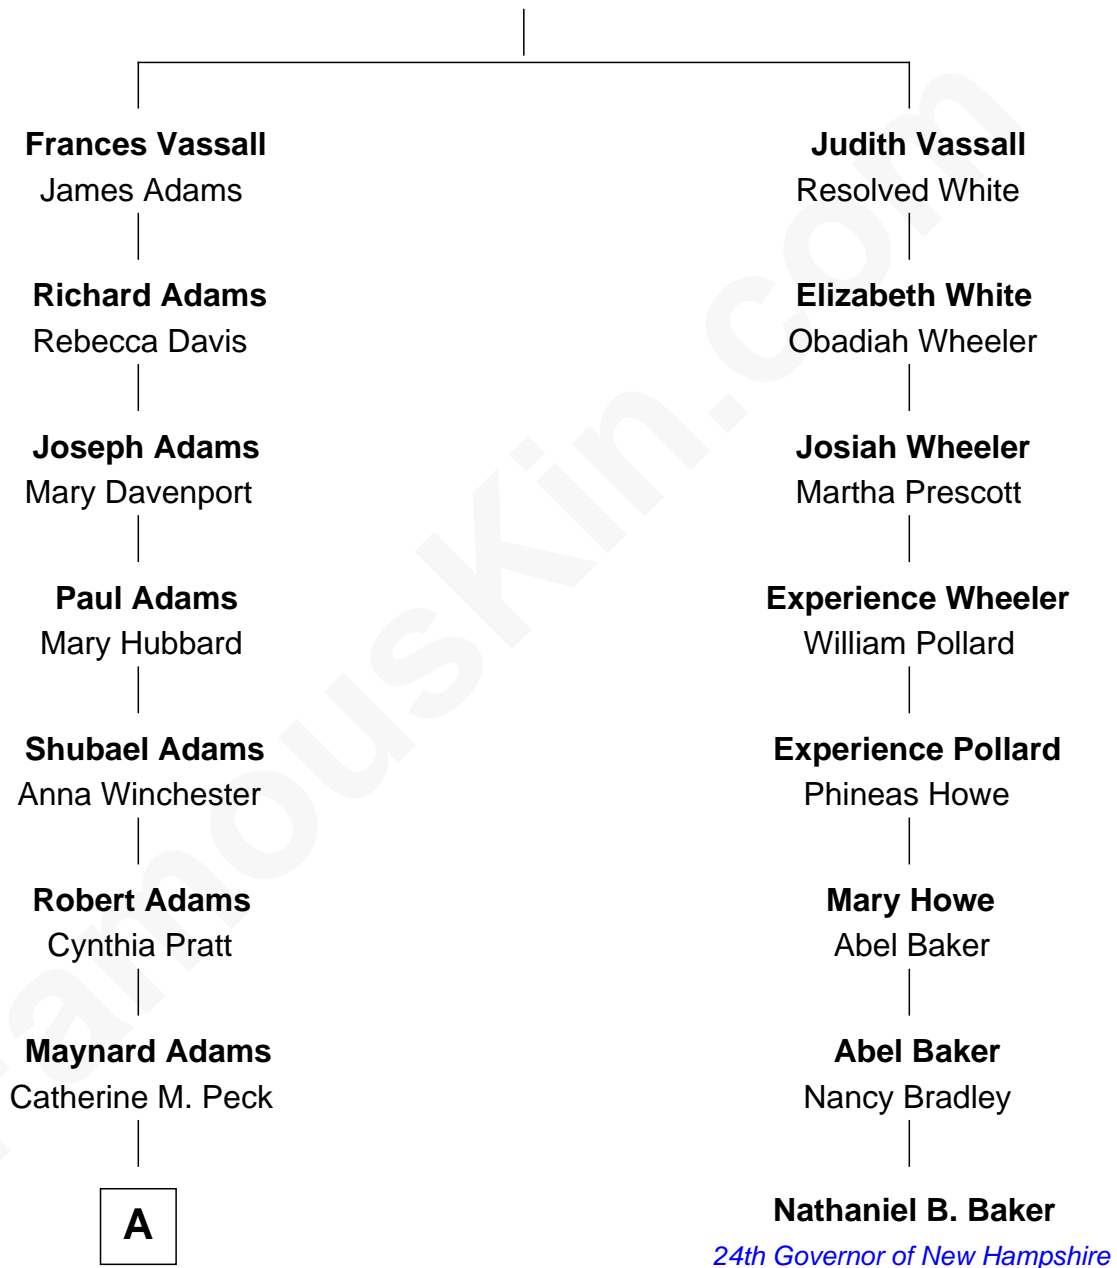 Frances Vassall
James Adams
Richard Adams
Rebecca Davis
Joseph Adams
Mary Davenport
Paul Adams
Mary Hubbard
Shubael Adams
Anna Winchester
Robert Adams
Cynthia Pratt
Maynard Adams
Catherine M. Peck
A
Judith Vassall
Resolved White
Elizabeth White
Obadiah Wheeler
Josiah Wheeler
Martha Prescott
Experience Wheeler
William Pollard
Experience Pollard
Phineas Howe
Mary Howe
Abel Baker
Abel Baker
Nancy Bradley
Nathaniel B. Baker
24th Governor of New Hampshire
FamousKin.com